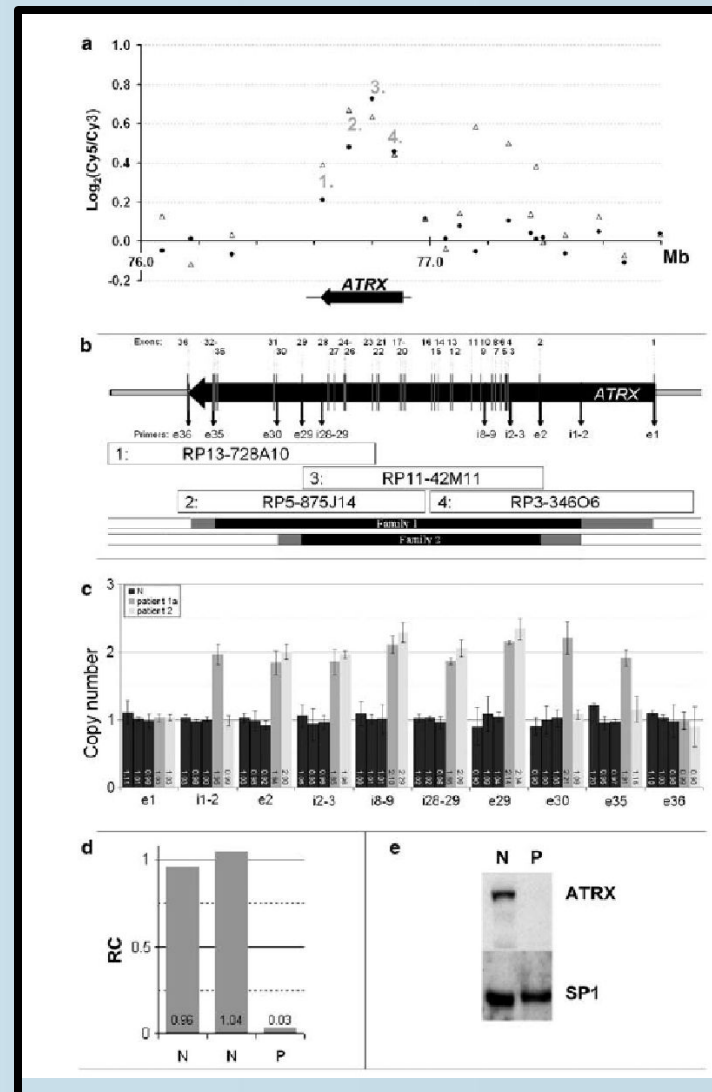 a
1.0
0.8
0.6
0.4
0.2
0.0
-0.2
Log₂(Cy5/Cy3)
1.
2.
3.
4.
76.0
77.0
Mb
ATRX
b
Exons:
36 32- 31 29 28 24- 23 21 17- 16 14 13 11 10 8- 6 4 2 1
35 30 27 26 22 20 15 12 9 7 5 3
ATRX
Primers: e36 e35 e30 e29 i28-29 i8-9 i2-3 e2 i1-2 e1
1: RP13-728A10
3: RP11-42M11
2: RP5-875J14
4: RP3-346O6
Family 1
Family 2
c
N
patient 1a
patient 2
3
2
1
0
Copy number
e1 i1-2 e2 i2-3 i8-9 i28-29 e29 e30 e35 e36
d
1
0.5
0
RC
0.96 1.04 0.03
N N P
e
N P
ATRX
SP1